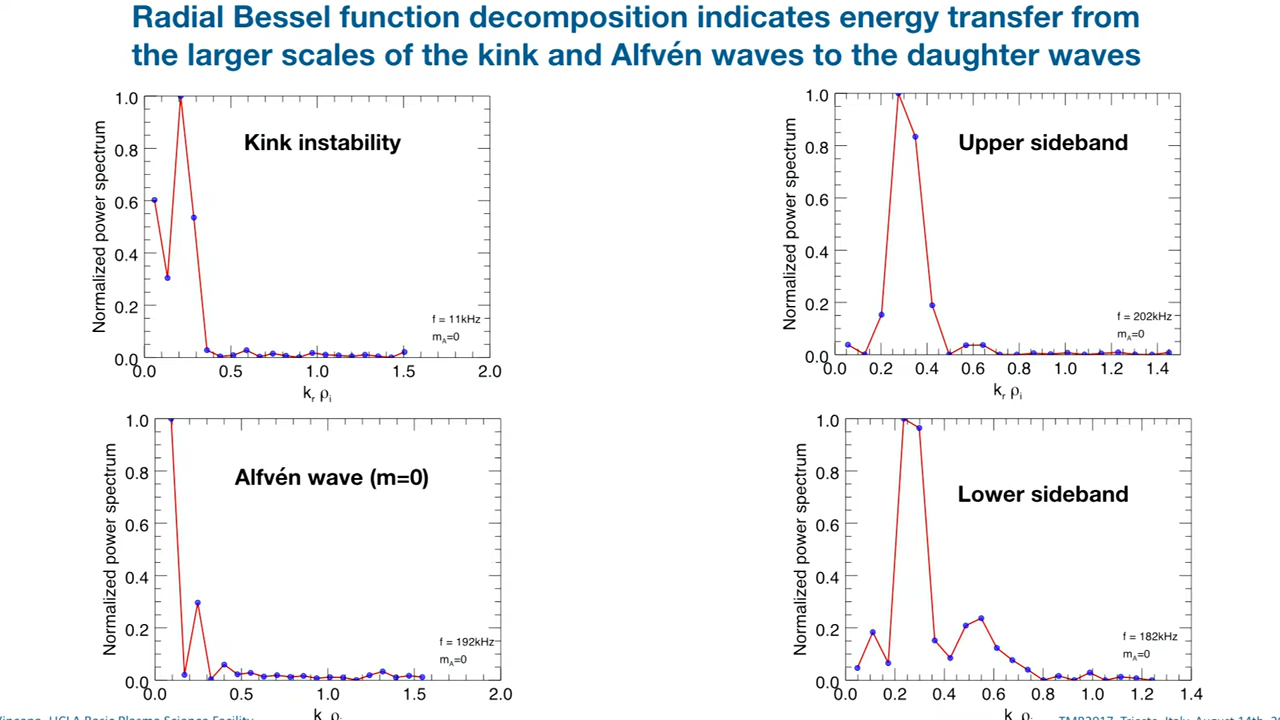 Radial Bessel function decomposition indicates energy transfer from
the larger scales of the kink and Alfvén waves to the daughter waves
Kink instability
Normalized power spectrum
1.0
0.8
0.6
0.4
0.2
0.0
f = 11kHz
m_A=0
0.0 0.5 1.0 1.5 2.0
k_r ρ_i
Upper sideband
Normalized power spectrum
1.0
0.8
0.6
0.4
0.2
0.0
f = 202kHz
m_A=0
0.0 0.2 0.4 0.6 0.8 1.0 1.2 1.4
k_r ρ_i
Alfvén wave (m=0)
Normalized power spectrum
1.0
0.8
0.6
0.4
0.2
0.0
f = 192kHz
m_A=0
0.0 0.5 1.0 1.5 2.0
Lower sideband
Normalized power spectrum
1.0
0.8
0.6
0.4
0.2
0.0
f = 182kHz
m_A=0
0.0 0.2 0.4 0.6 0.8 1.0 1.2 1.4
UCLA Basic Plasma Science Facility
TMB2017, Trieste, Italy, August 14th,